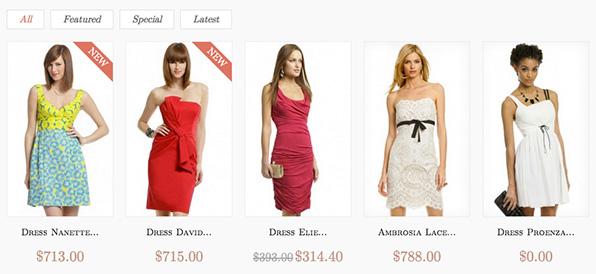 All Featured Special Latest
NEW NEW
Dress Nanette... Dress David... Dress Elie... Ambrosia Lace... Dress Proenza...
$713.00 $715.00 $393.00 $314.40 $788.00 $0.00